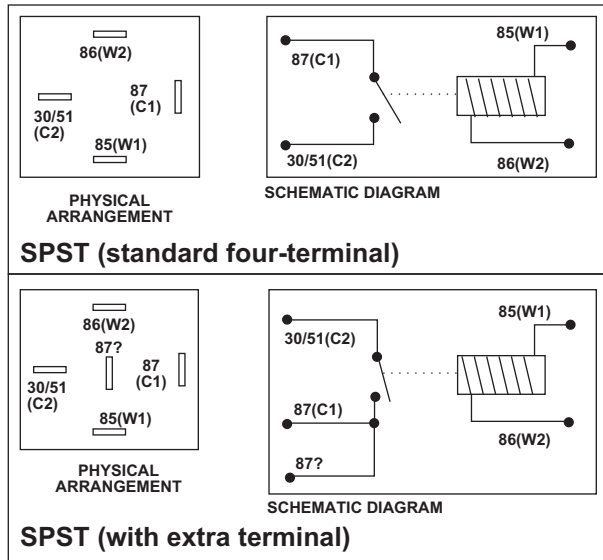 86(W2)
30/51
(C2)
87
(C1)
85(W1)
PHYSICAL
ARRANGEMENT
87(C1)
30/51(C2)
85(W1)
86(W2)
SCHEMATIC DIAGRAM
SPST (standard four-terminal)
86(W2)
87?
30/51
(C2)
87
(C1)
85(W1)
PHYSICAL
ARRANGEMENT
30/51(C2)
87(C1)
87?
85(W1)
86(W2)
SCHEMATIC DIAGRAM
SPST (with extra terminal)